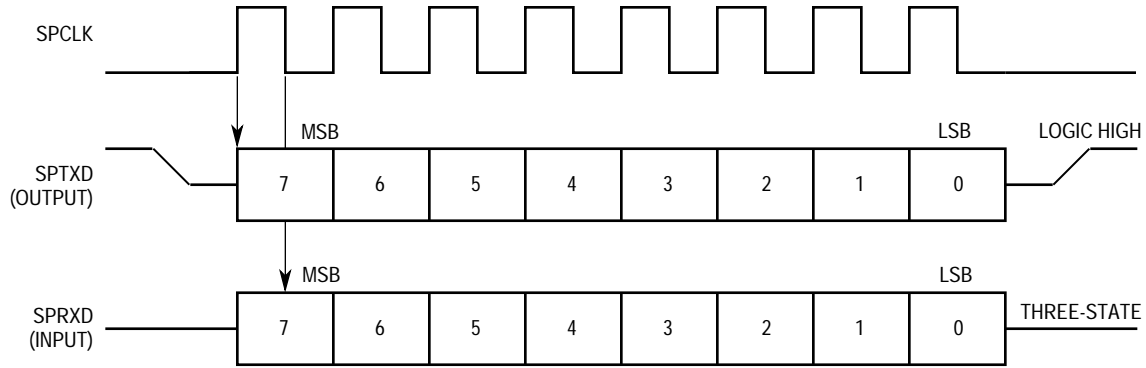 SPCLK
MSB
LSB
LOGIC HIGH
SPTXD
(OUTPUT)
7 6 5 4 3 2 1 0
MSB
LSB
SPRXD
(INPUT)
7 6 5 4 3 2 1 0
THREE-STATE